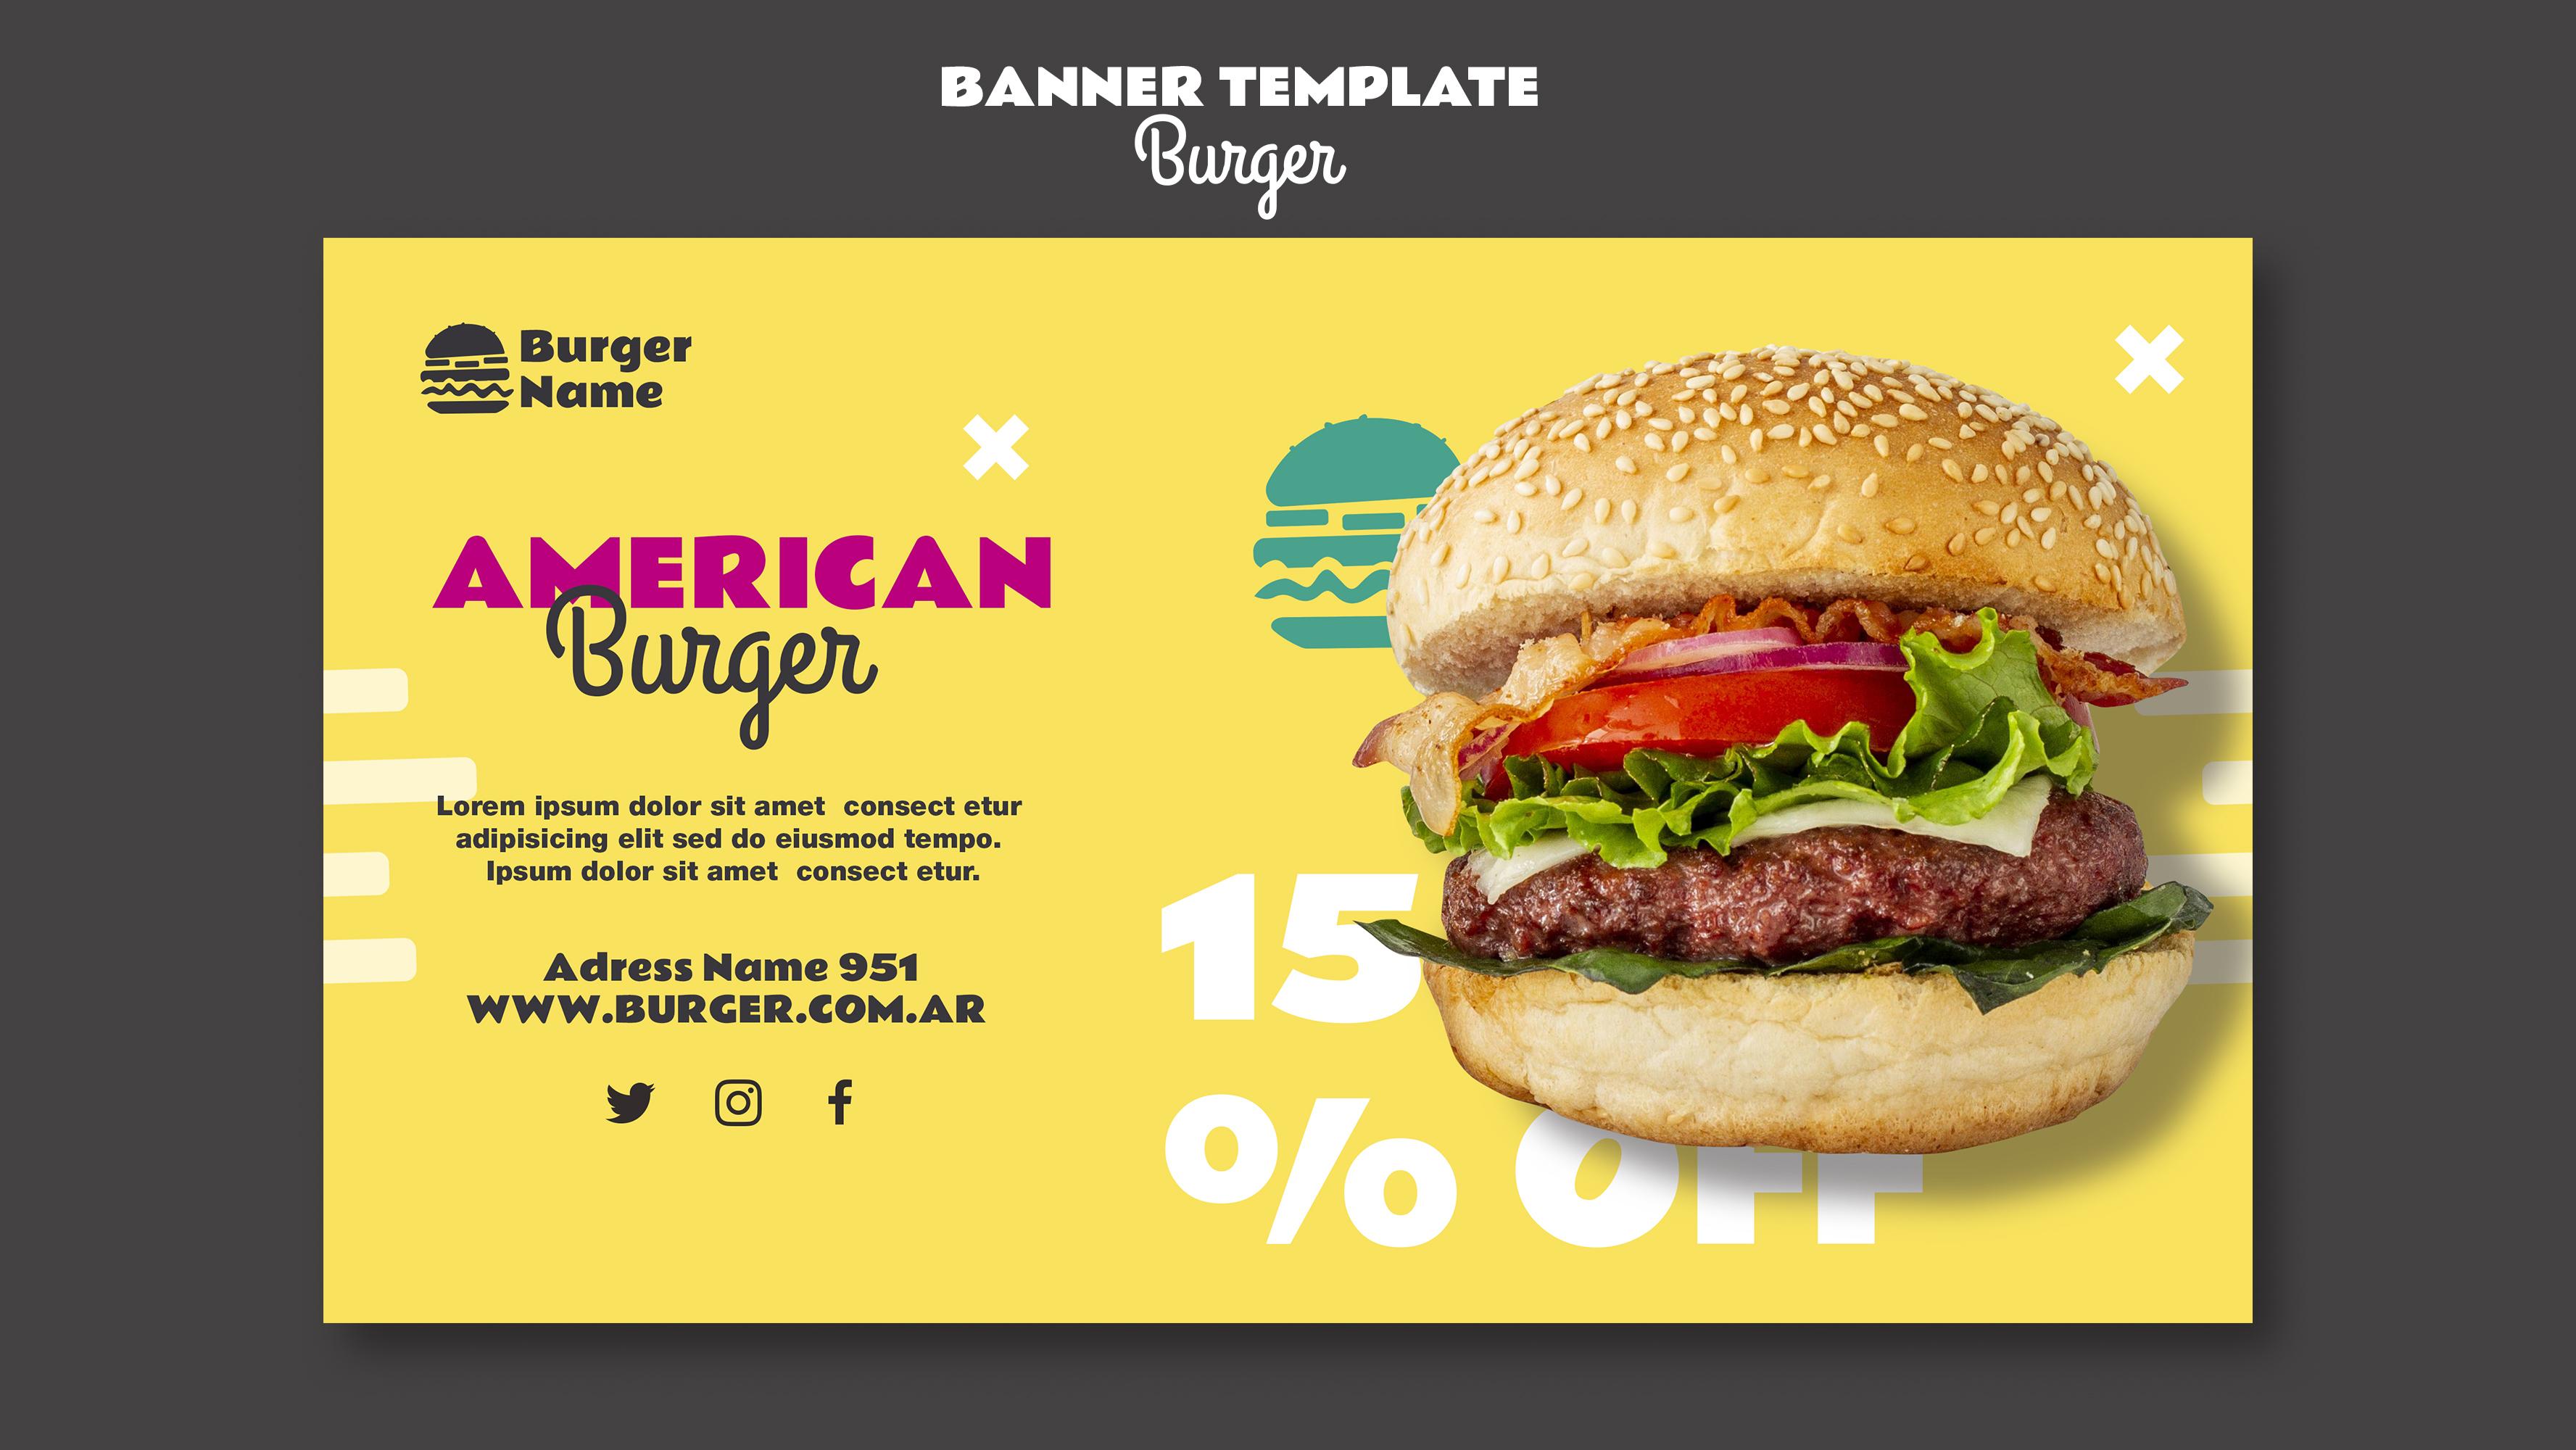 BANNER TEMPLATE
Burger
Burger
Name
AMERICAN
Burger
Lorem ipsum dolor sit amet  consect etur
adipisicing elit sed do eiusmod tempo.
Ipsum dolor sit amet  consect etur.
Adress Name 951
WWW.BURGER.COM.AR
15
% OFF